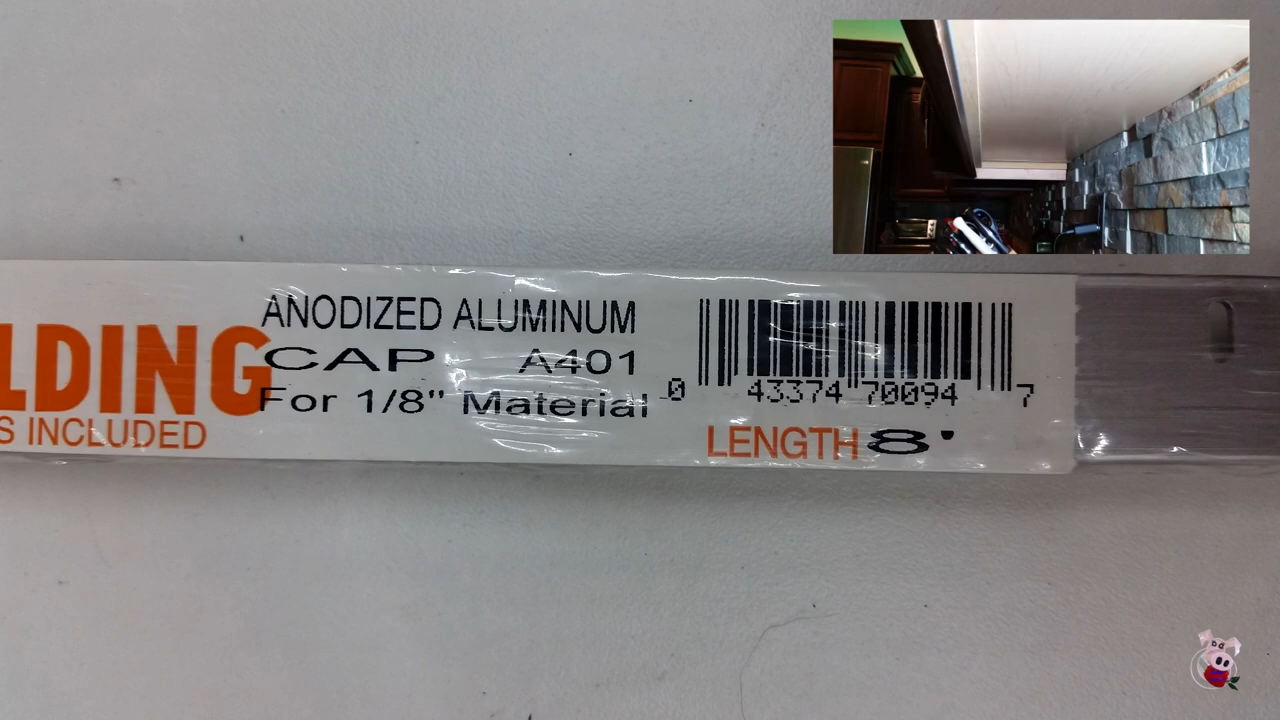 LDING
S INCLUDED
ANODIZED ALUMINUM
CAP A401
For 1/8" Material
0 43374 70094 7
LENGTH 8'